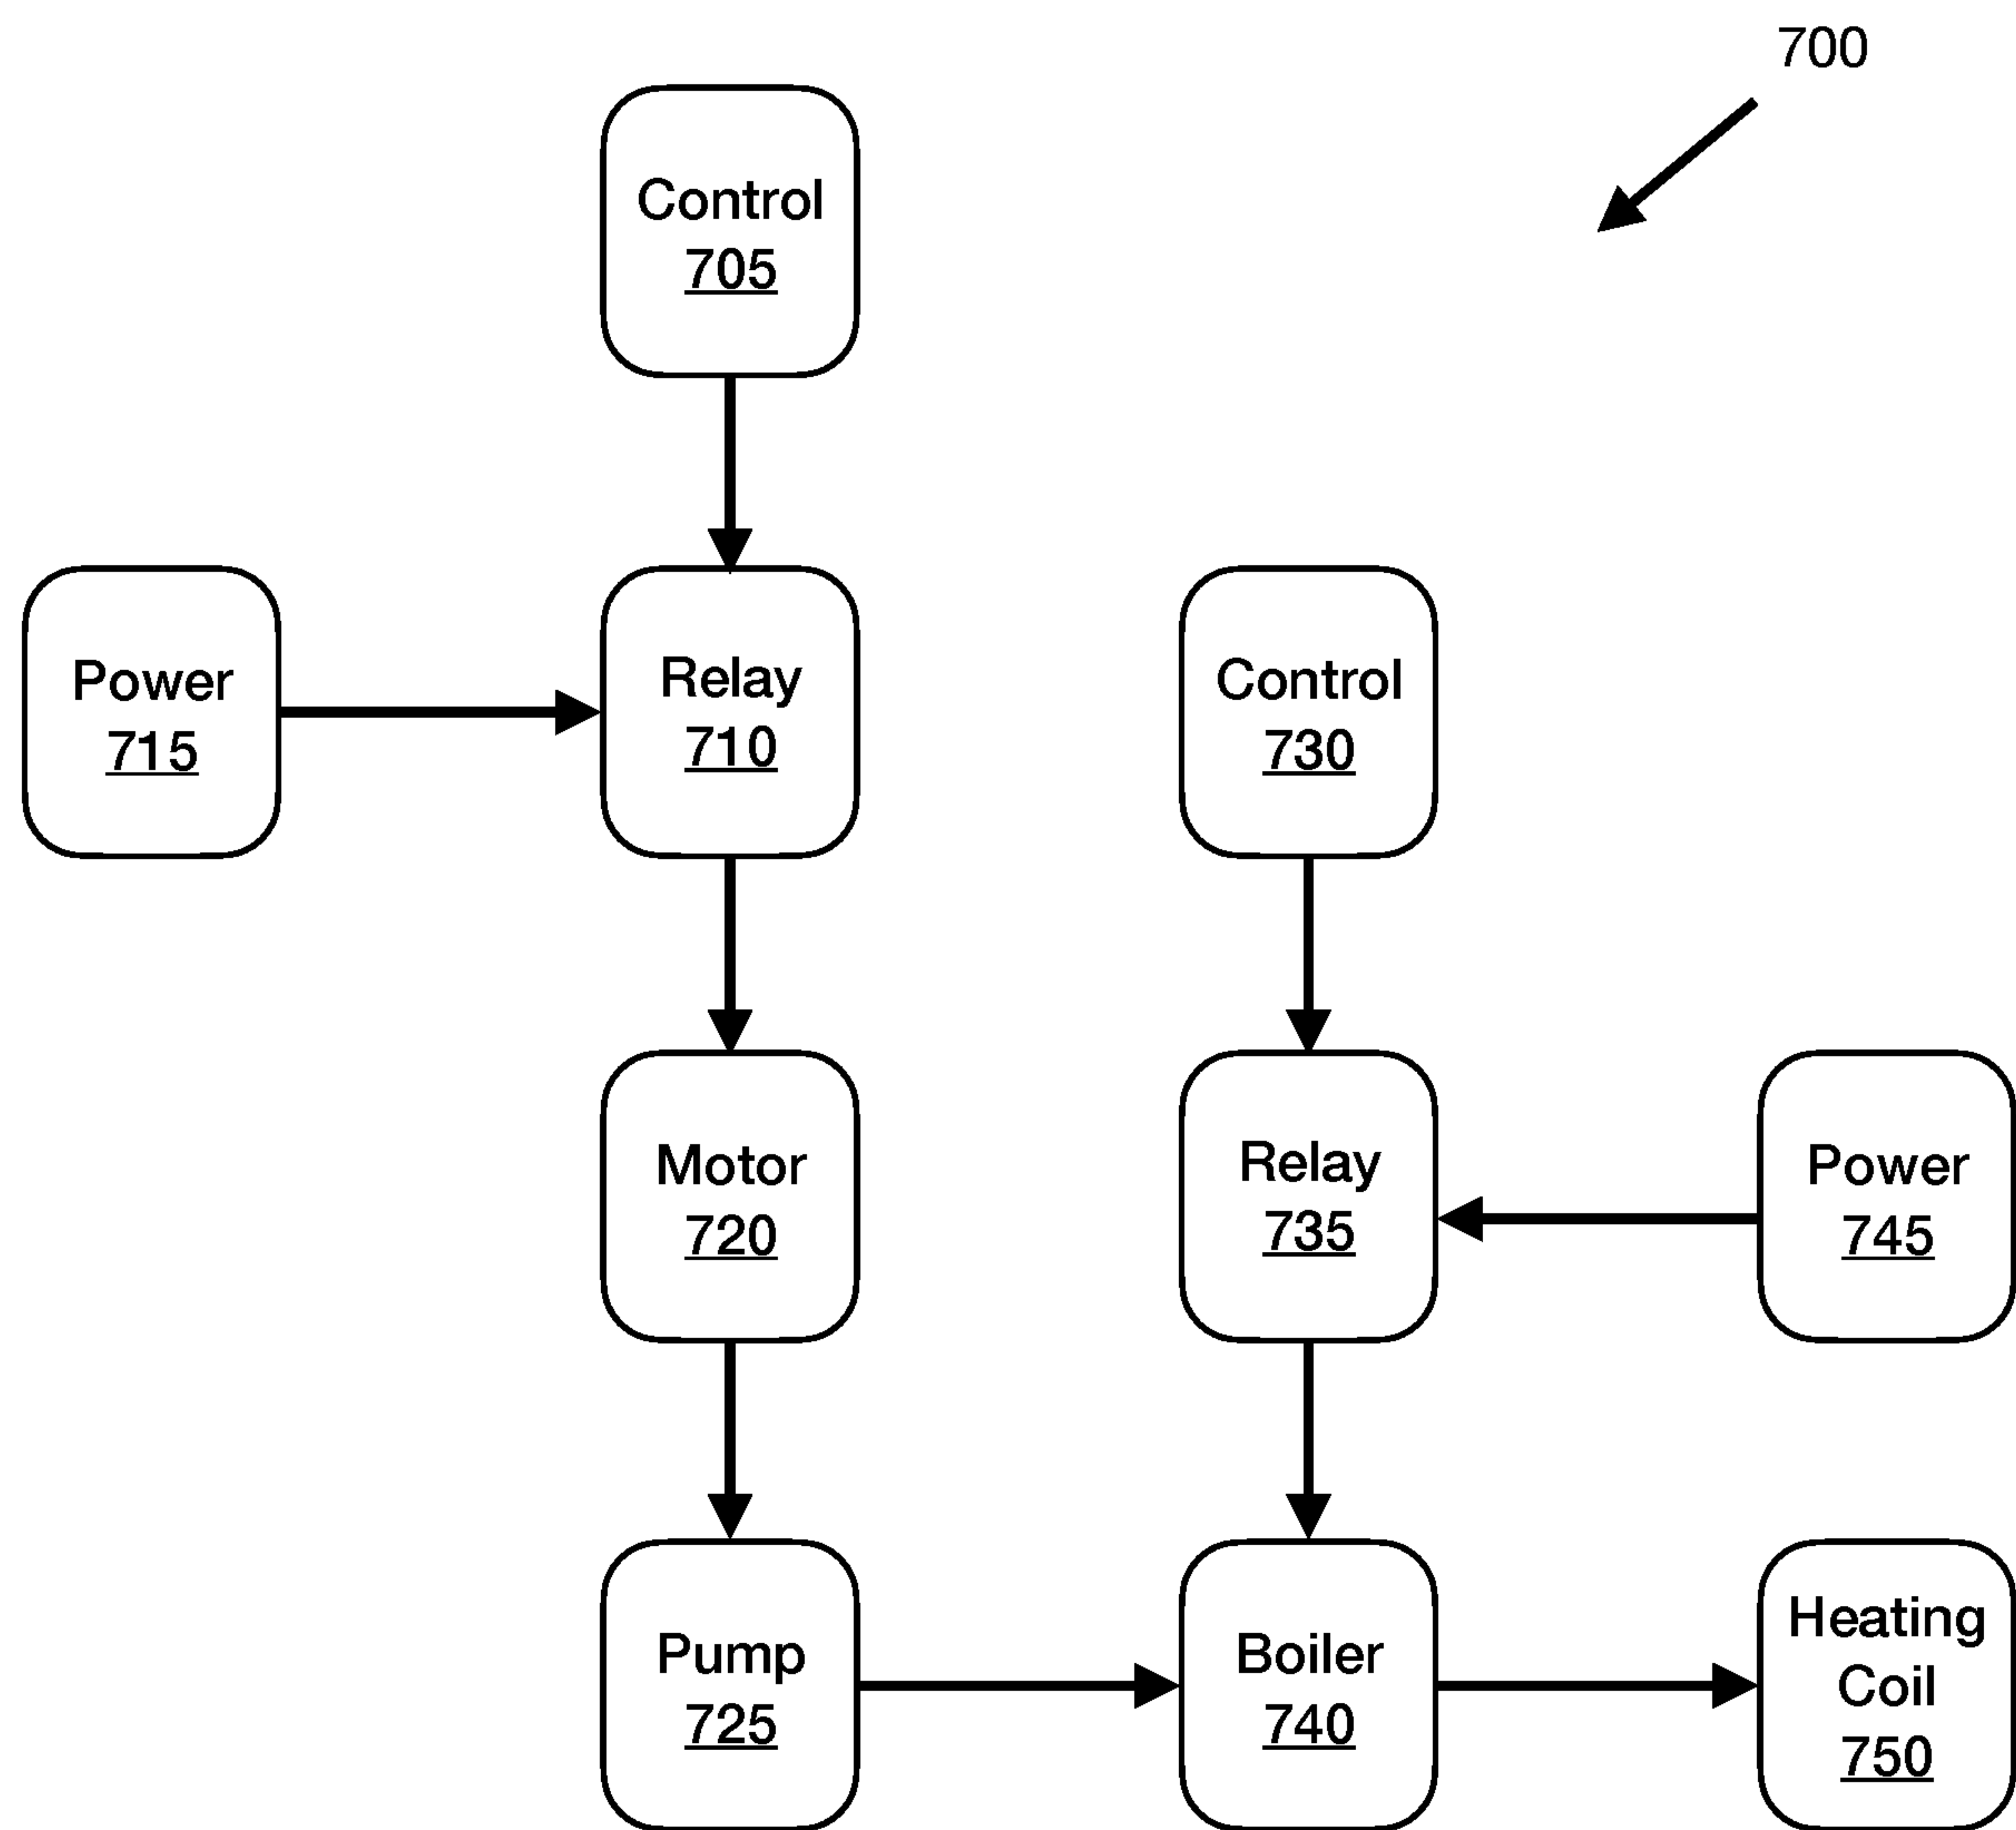 700
Control
705
Power
715
Relay
710
Control
730
Motor
720
Relay
735
Power
745
Pump
725
Boiler
740
Heating
Coil
750